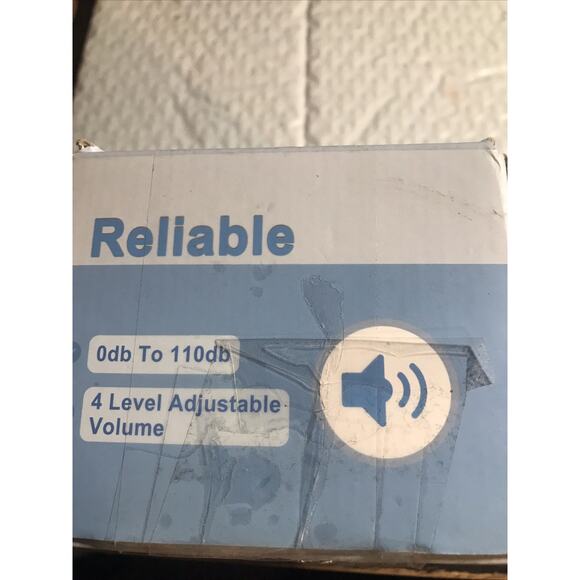 Reliable
0db To 110db
4 Level Adjustable
Volume